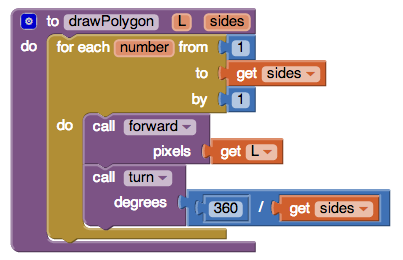 to drawPolygon L sides
do for each number from 1
to get sides
by 1
do call forward
pixels get L
call turn
degrees 360 / get sides